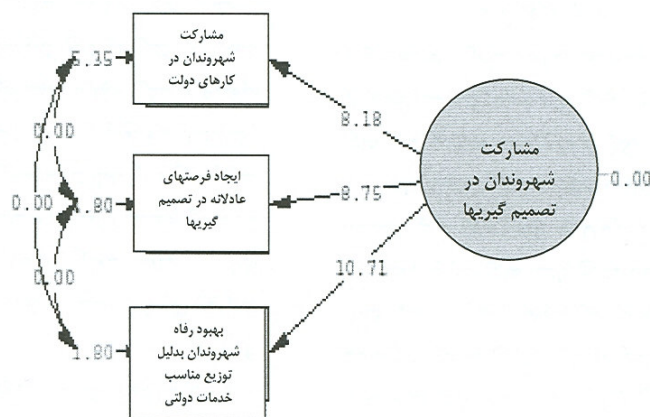 مشارکت
شهروندان در
کارهای دولت
5.35
8.18
0.00
مشارکت
شهروندان در
تصمیم گیریها
0.00
ایجاد فرصتهای
عادلانه در تصمیم
گیریها
8.75
0.00
0.00
10.71
بهبود رفاه
شهروندان بدلیل
توزیع مناسب
خدمات دولتی
1.80